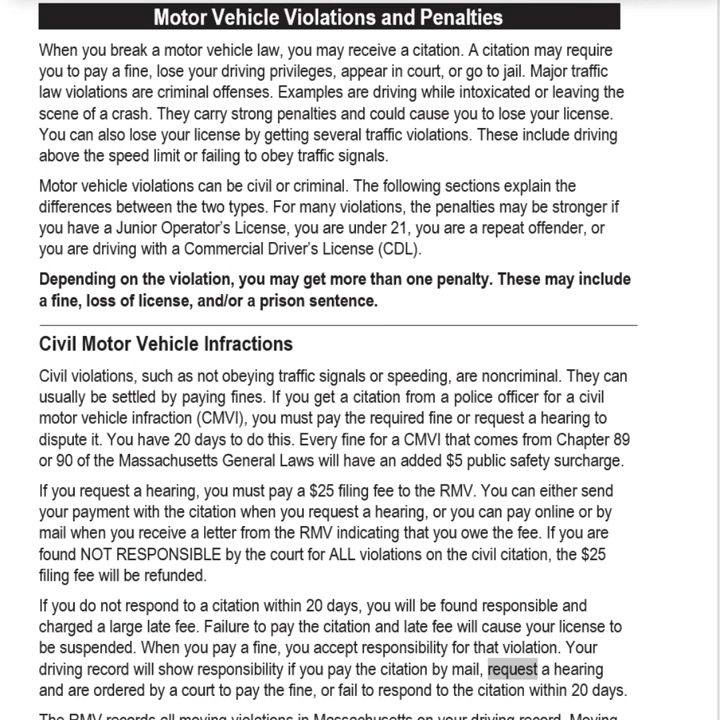 Motor Vehicle Violations and Penalties
When you break a motor vehicle law, you may receive a citation. A citation may require
you to pay a fine, lose your driving privileges, appear in court, or go to jail. Major traffic
law violations are criminal offenses. Examples are driving while intoxicated or leaving the
scene of a crash. They carry strong penalties and could cause you to lose your license.
You can also lose your license by getting several traffic violations. These include driving
above the speed limit or failing to obey traffic signals.
Motor vehicle violations can be civil or criminal. The following sections explain the
differences between the two types. For many violations, the penalties may be stronger if
you have a Junior Operator's License, you are under 21, you are a repeat offender, or
you are driving with a Commercial Driver's License (CDL).
Depending on the violation, you may get more than one penalty. These may include
a fine, loss of license, and/or a prison sentence.
Civil Motor Vehicle Infractions
Civil violations, such as not obeying traffic signals or speeding, are noncriminal. They can
usually be settled by paying fines. If you get a citation from a police officer for a civil
motor vehicle infraction (CMVI), you must pay the required fine or request a hearing to
dispute it. You have 20 days to do this. Every fine for a CMVI that comes from Chapter 89
or 90 of the Massachusetts General Laws will have an added $5 public safety surcharge.
If you request a hearing, you must pay a $25 filing fee to the RMV. You can either send
your payment with the citation when you request a hearing, or you can pay online or by
mail when you receive a letter from the RMV indicating that you owe the fee. If you are
found NOT RESPONSIBLE by the court for ALL violations on the civil citation, the $25
filing fee will be refunded.
If you do not respond to a citation within 20 days, you will be found responsible and
charged a large late fee. Failure to pay the citation and late fee will cause your license to
be suspended. When you pay a fine, you accept responsibility for that violation. Your
driving record will show responsibility if you pay the citation by mail, request a hearing
and are ordered by a court to pay the fine, or fail to respond to the citation within 20 days.
The RMV records all moving violations in Massachusetts on your driving record. Moving